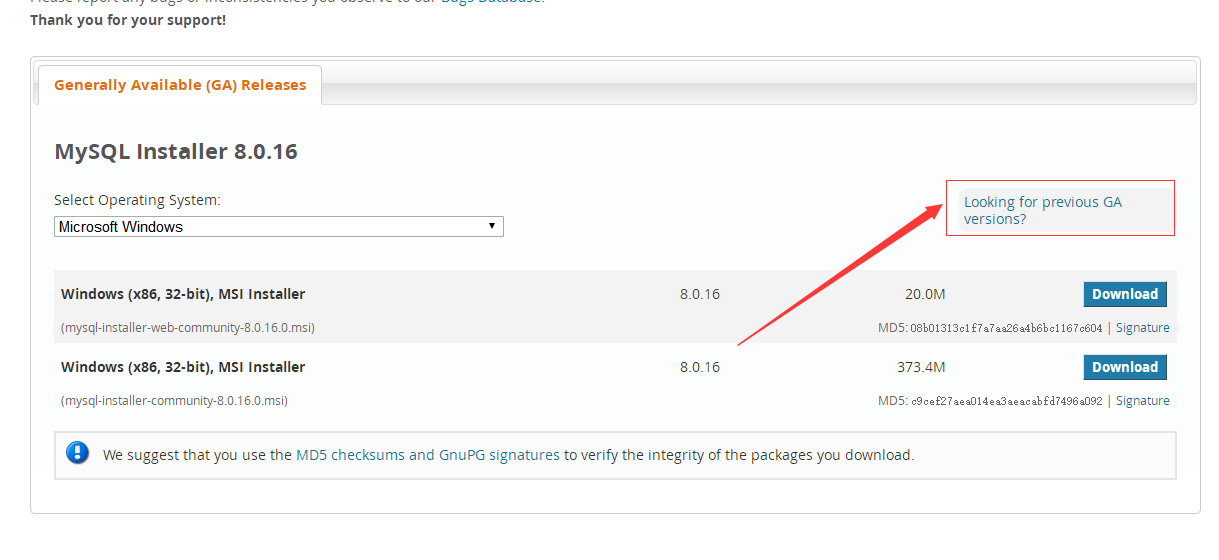 Please report any bugs or inconsistencies you observe to our Bugs Database.
Thank you for your support!
Generally Available (GA) Releases
MySQL Installer 8.0.16
Select Operating System:
Looking for previous GA
versions?
Microsoft Windows
Windows (x86, 32-bit), MSI Installer 8.0.16 20.0M Download
(mysql-installer-web-community-8.0.16.0.msi) MD5: 08b01313c1f7a7aa26a4b6bc1167c604 | Signature
Windows (x86, 32-bit), MSI Installer 8.0.16 373.4M Download
(mysql-installer-community-8.0.16.0.msi) MD5: c9cef27aea014ea3aeacabfd7496a092 | Signature
We suggest that you use the MD5 checksums and GnuPG signatures to verify the integrity of the packages you download.